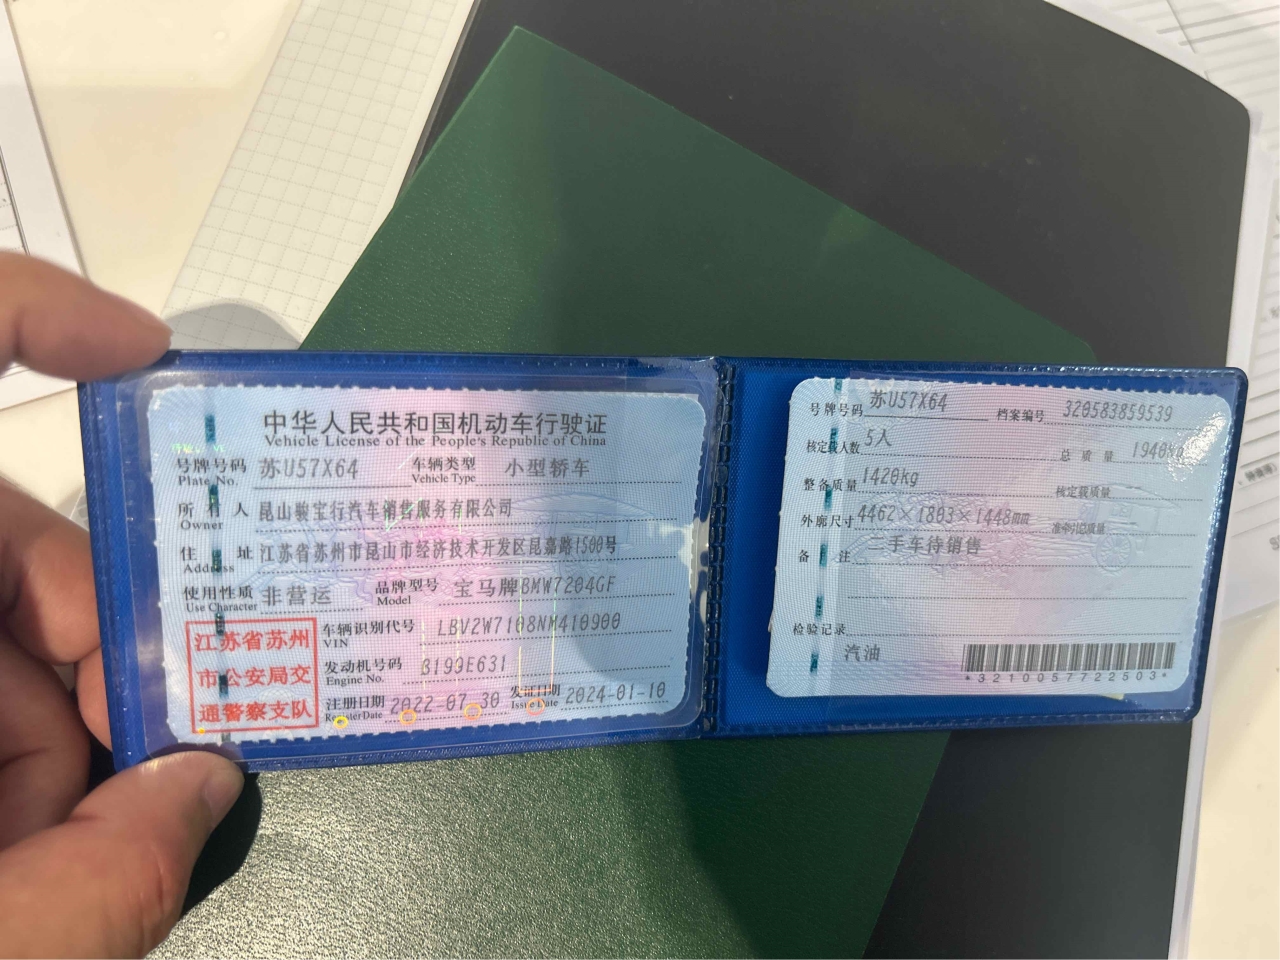 中华人民共和国机动车行驶证
Vehicle License of the People's Republic of China
号牌号码 苏U57X64 车辆类型 小型轿车
Plate No. Vehicle Type
所有人 昆山骏宝行汽车销售服务有限公司
Owner
住址 江苏省苏州市昆山市经济技术开发区昆嘉路1500号
Address
使用性质 非营运 品牌型号 宝马牌BMW7204GF
Use Character Model
江苏省苏州
市公安局交
通警察支队
车辆识别代号 LBV2W7108NM410900
VIN
发动机号码 B199E631
Engine No.
注册日期 2022-07-30 发证日期 2024-01-10
Register Date Issue Date
号牌号码 苏U57X64 档案编号 320583859539
核定载人数 5人 总质量 1940kg
整备质量 1420kg 核定载质量
外廓尺寸 4462×1803×1448mm 准牵引总质量
备注 二手车待销售
检验记录
汽油
*3210057722503*